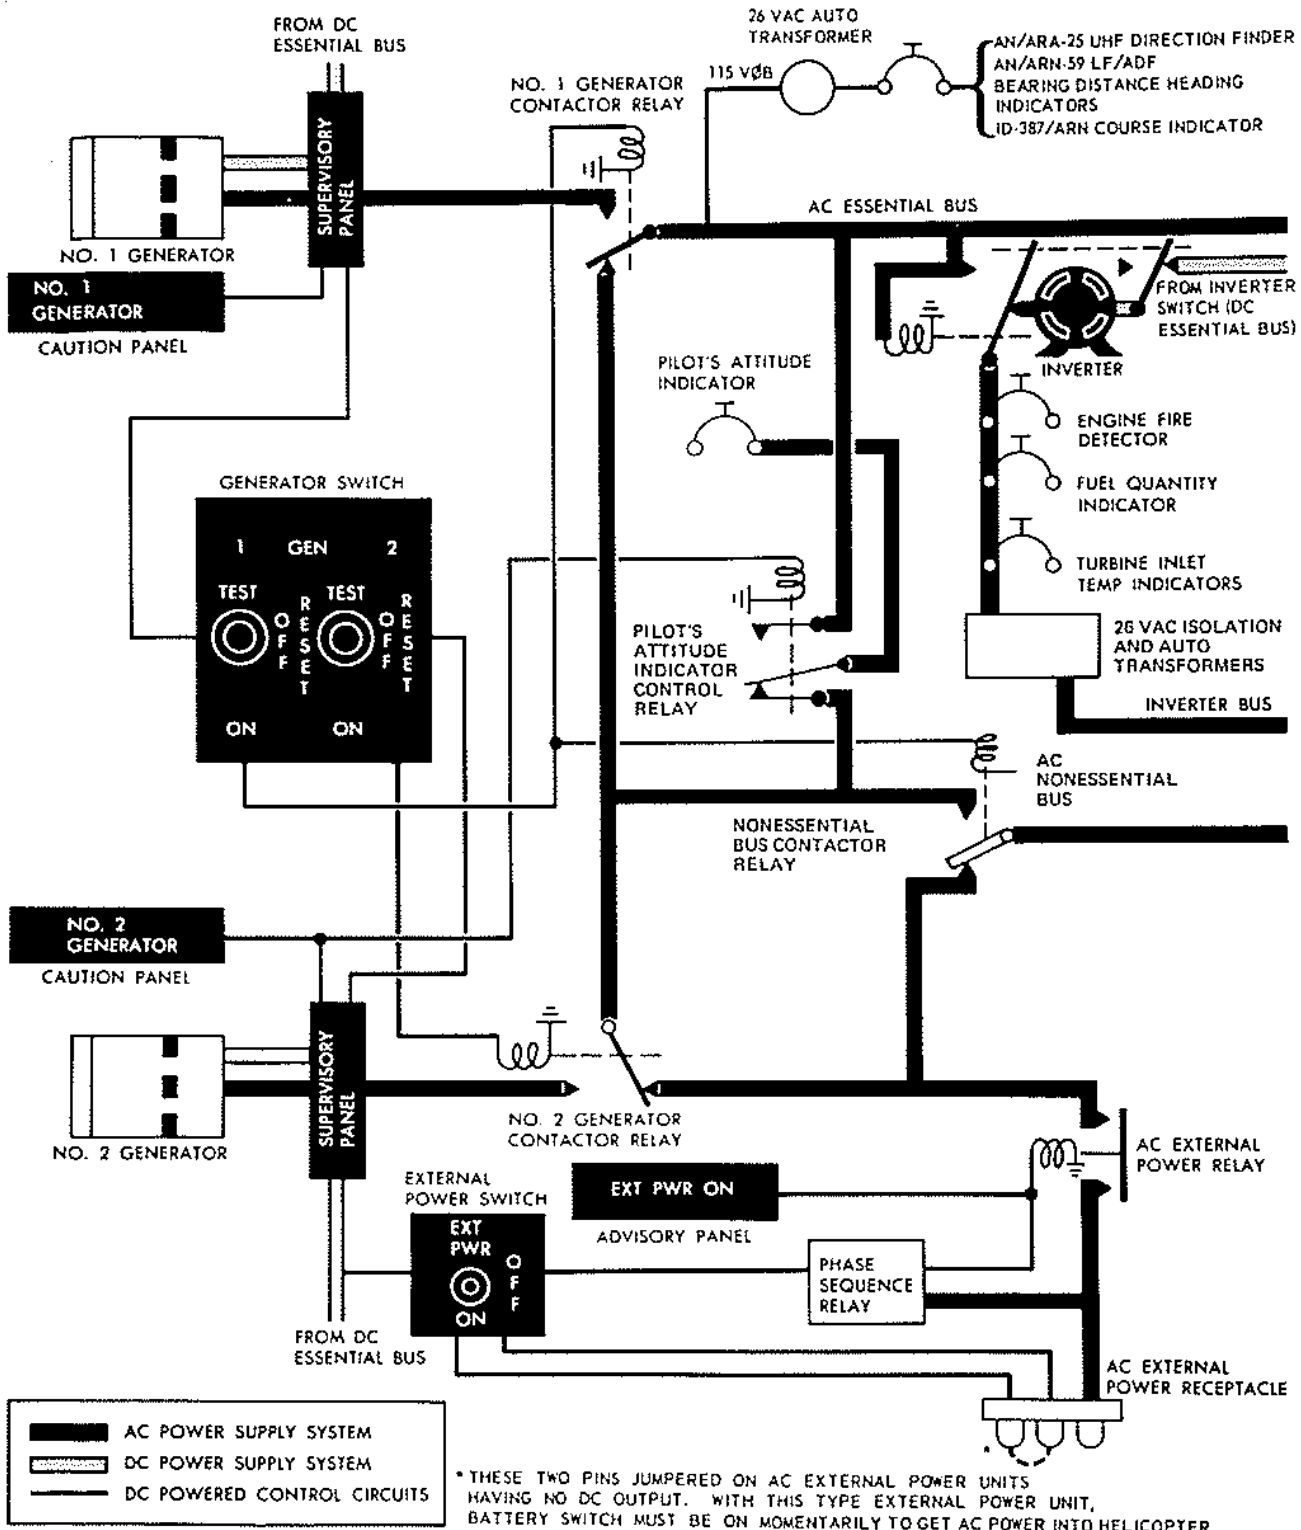 FROM DC
ESSENTIAL BUS
26 VAC AUTO
TRANSFORMER
AN/ARA-25 UHF DIRECTION FINDER
AN/ARN-59 LF/ADF
BEARING DISTANCE HEADING
INDICATORS
ID-387/ARN COURSE INDICATOR
115 VØB
NO. 1 GENERATOR
CONTACTOR RELAY
SUPERVISORY
PANEL
NO. 1 GENERATOR
NO. 1
GENERATOR
CAUTION PANEL
AC ESSENTIAL BUS
FROM INVERTER
SWITCH (DC
ESSENTIAL BUS)
INVERTER
PILOT'S ATTITUDE
INDICATOR
ENGINE FIRE
DETECTOR
FUEL QUANTITY
INDICATOR
TURBINE INLET
TEMP INDICATORS
GENERATOR SWITCH
1 GEN 2
TEST
OFF
RESET
TEST
OFF
RESET
ON
ON
PILOT'S
ATTITUDE
INDICATOR
CONTROL
RELAY
26 VAC ISOLATION
AND AUTO
TRANSFORMERS
INVERTER BUS
AC
NONESSENTIAL
BUS
NONESSENTIAL
BUS CONTACTOR
RELAY
NO. 2
GENERATOR
CAUTION PANEL
SUPERVISORY
PANEL
NO. 2 GENERATOR
NO. 2 GENERATOR
CONTACTOR RELAY
AC EXTERNAL
POWER RELAY
EXTERNAL
POWER SWITCH
EXT PWR ON
ADVISORY PANEL
EXT
PWR
OFF
ON
PHASE
SEQUENCE
RELAY
FROM DC
ESSENTIAL BUS
AC EXTERNAL
POWER RECEPTACLE
AC POWER SUPPLY SYSTEM
DC POWER SUPPLY SYSTEM
DC POWERED CONTROL CIRCUITS
*
* THESE TWO PINS JUMPERED ON AC EXTERNAL POWER UNITS
HAVING NO DC OUTPUT. WITH THIS TYPE EXTERNAL POWER UNIT,
BATTERY SWITCH MUST BE ON MOMENTARILY TO GET AC POWER INTO HELICOPTER